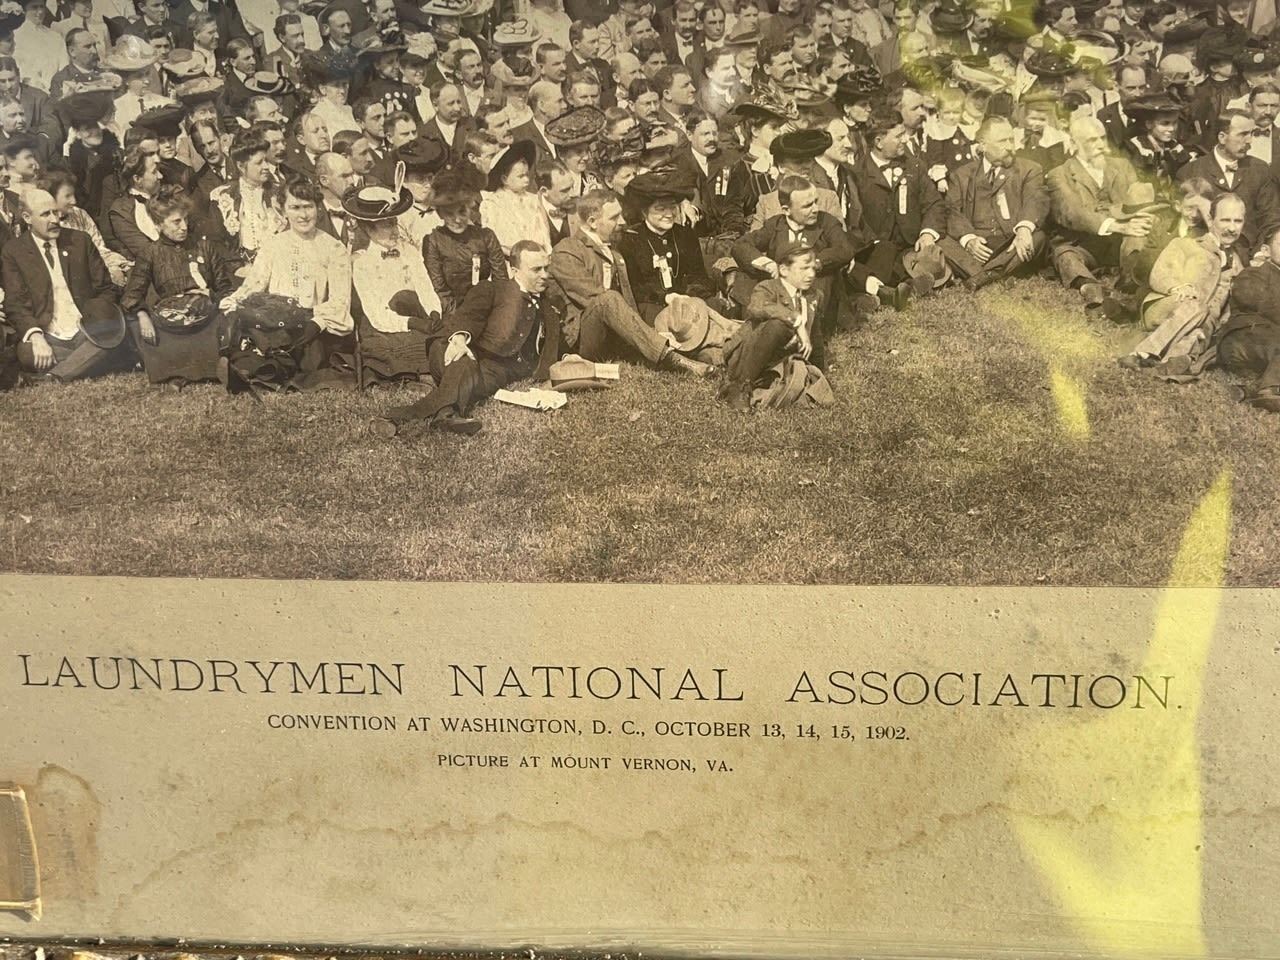 LAUNDRYMEN NATIONAL ASSOCIATION.
CONVENTION AT WASHINGTON, D. C., OCTOBER 13, 14, 15, 1902.
PICTURE AT MOUNT VERNON, VA.